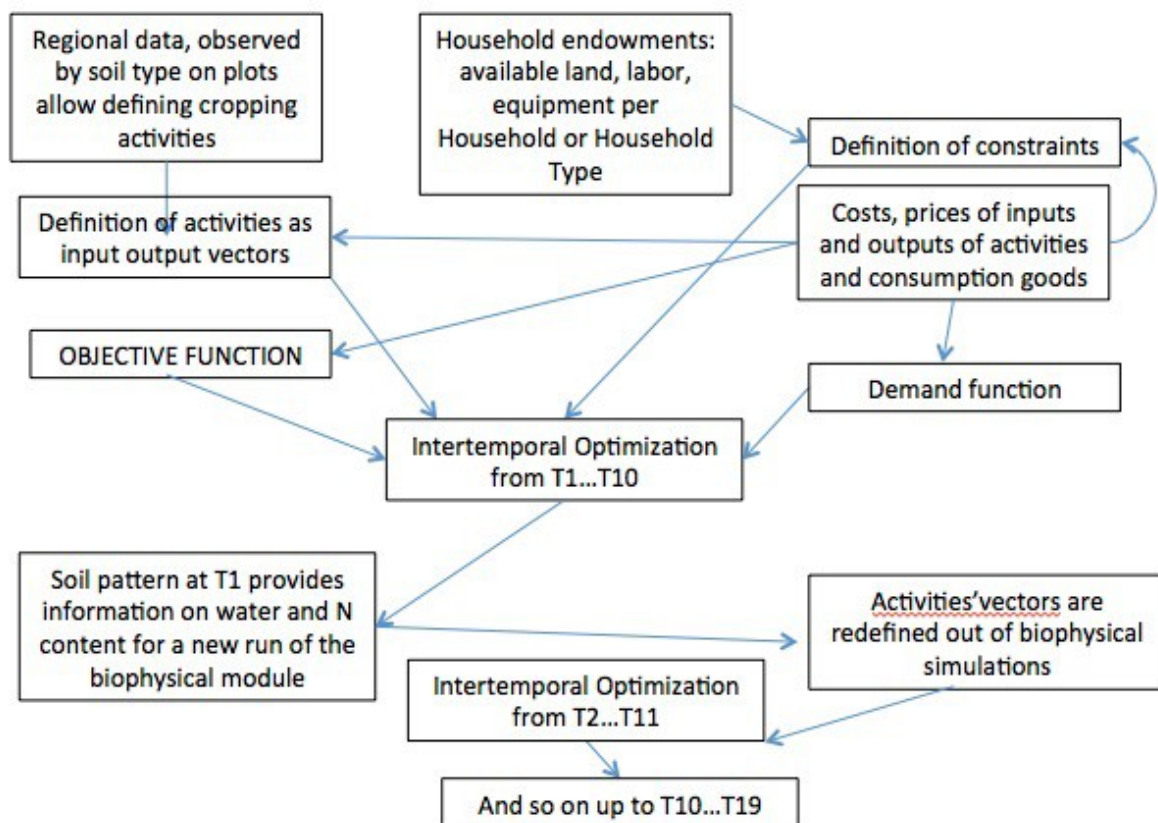 Regional data, observed
by soil type on plots
allow defining cropping
activities
Household endowments:
available land, labor,
equipment per
Household or Household
Type
Definition of constraints
Definition of activities as
input output vectors
Costs, prices of inputs
and outputs of activities
and consumption goods
OBJECTIVE FUNCTION
Demand function
Intertemporal Optimization
from T1...T10
Soil pattern at T1 provides
information on water and N
content for a new run of the
biophysical module
Activities'vectors are
redefined out of biophysical
simulations
Intertemporal Optimization
from T2...T11
And so on up to T10...T19